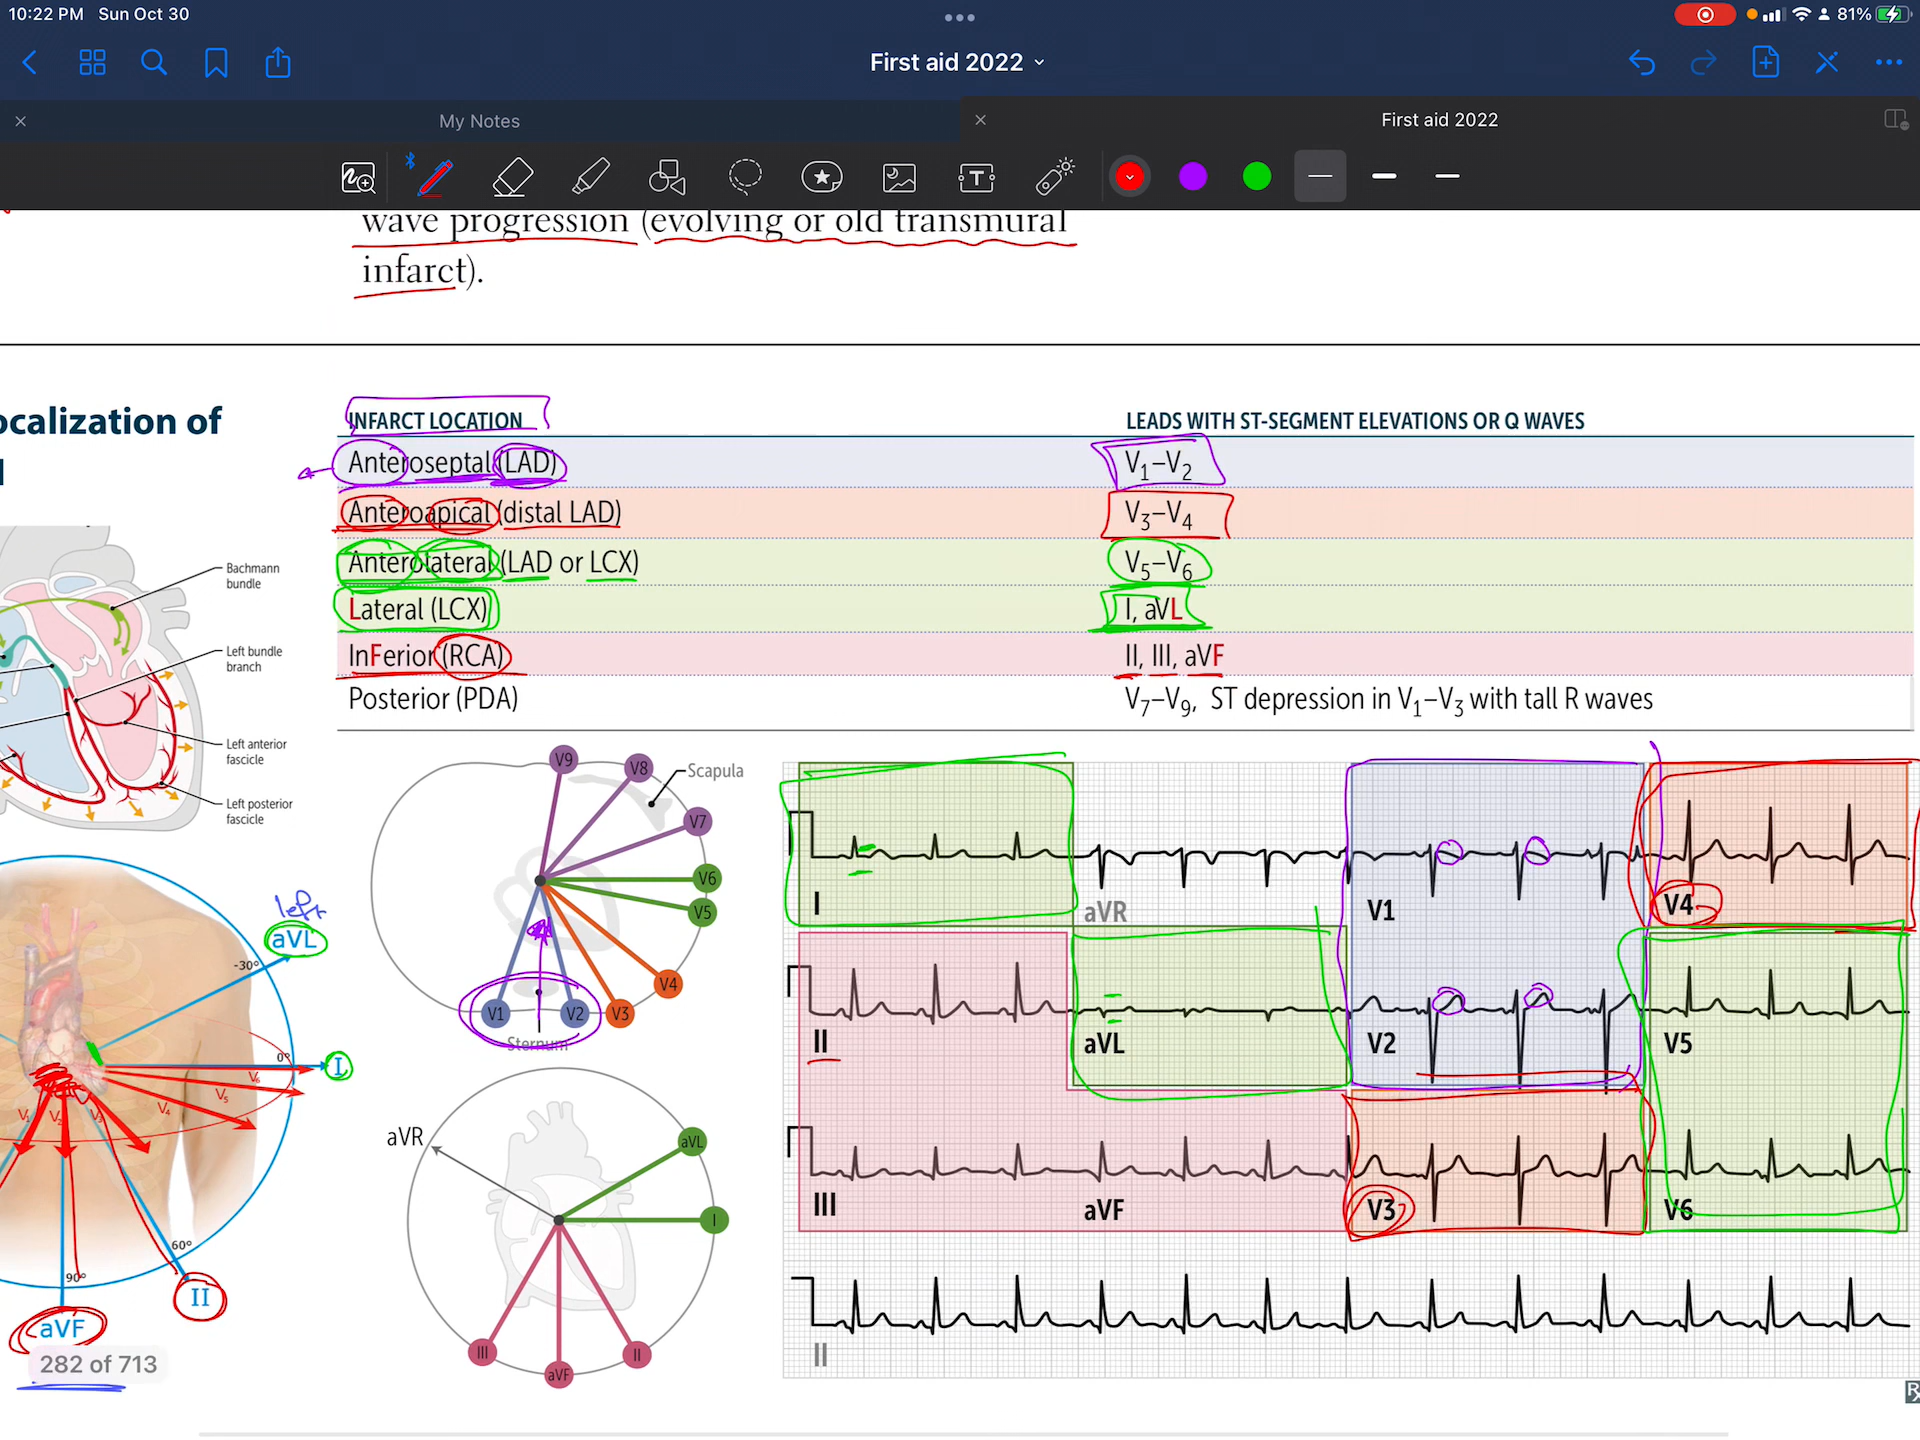 10:22 PM Sun Oct 30
81%
First aid 2022
My Notes
First aid 2022
wave progression (evolving or old transmural
infarct).
ocalization of
INFARCT LOCATION
LEADS WITH ST-SEGMENT ELEVATIONS OR Q WAVES
Anteroseptal (LAD)
V1–V2
Anteroapical (distal LAD)
V3–V4
Anterolateral (LAD or LCX)
V5–V6
Lateral (LCX)
I, aVL
InFerior (RCA)
II, III, aVF
Posterior (PDA)
V7–V9, ST depression in V1–V3 with tall R waves
Bachmann
bundle
Left bundle
branch
Left anterior
fascicle
Left posterior
fascicle
V9
V8
Scapula
V7
V6
V5
V4
V3
V2
V1
Sternum
left
aVL
-30°
0°
I
V6
V5
V4
V3
V2
V1
60°
90°
II
aVF
282 of 713
aVR
aVL
I
II
aVF
III
I
aVR
V1
V4
II
aVL
V2
V5
III
aVF
V3
V6
II